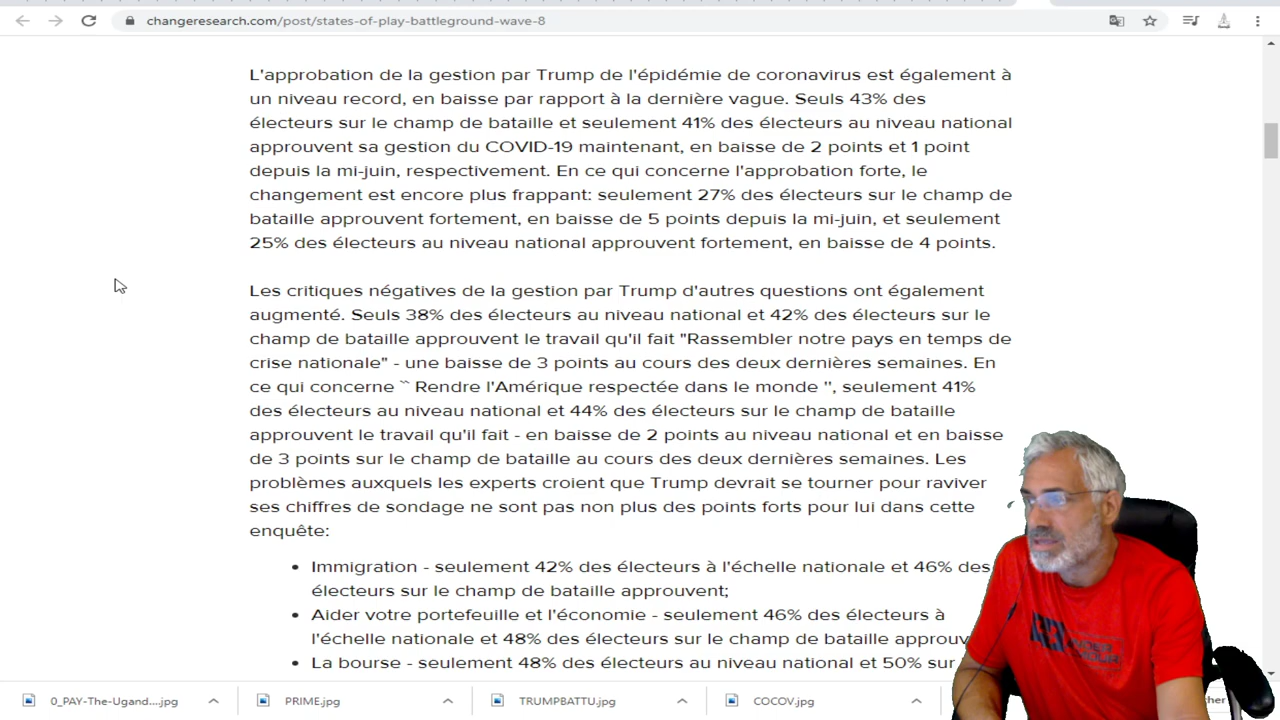 changeresearch.com/post/states-of-play-battleground-wave-8
L'approbation de la gestion par Trump de l'épidémie de coronavirus est également à
un niveau record, en baisse par rapport à la dernière vague. Seuls 43% des
électeurs sur le champ de bataille et seulement 41% des électeurs au niveau national
approuvent sa gestion du COVID-19 maintenant, en baisse de 2 points et 1 point
depuis la mi-juin, respectivement. En ce qui concerne l'approbation forte, le
changement est encore plus frappant: seulement 27% des électeurs sur le champ de
bataille approuvent fortement, en baisse de 5 points depuis la mi-juin, et seulement
25% des électeurs au niveau national approuvent fortement, en baisse de 4 points.
Les critiques négatives de la gestion par Trump d'autres questions ont également
augmenté. Seuls 38% des électeurs au niveau national et 42% des électeurs sur le
champ de bataille approuvent le travail qu'il fait "Rassembler notre pays en temps de
crise nationale" - une baisse de 3 points au cours des deux dernières semaines. En
ce qui concerne `` Rendre l'Amérique respectée dans le monde '', seulement 41%
des électeurs au niveau national et 44% des électeurs sur le champ de bataille
approuvent le travail qu'il fait - en baisse de 2 points au niveau national et en baisse
de 3 points sur le champ de bataille au cours des deux dernières semaines. Les
problèmes auxquels les experts croient que Trump devrait se tourner pour raviver
ses chiffres de sondage ne sont pas non plus des points forts pour lui dans cette
enquête:
• Immigration - seulement 42% des électeurs à l'échelle nationale et 46% des
électeurs sur le champ de bataille approuvent;
• Aider votre portefeuille et l'économie - seulement 46% des électeurs à
l'échelle nationale et 48% des électeurs sur le champ de bataille approuv
• La bourse - seulement 48% des électeurs au niveau national et 50% sur
0_PAY-The-Ugand....jpg
PRIME.jpg
TRUMPBATTU.jpg
COCOV.jpg